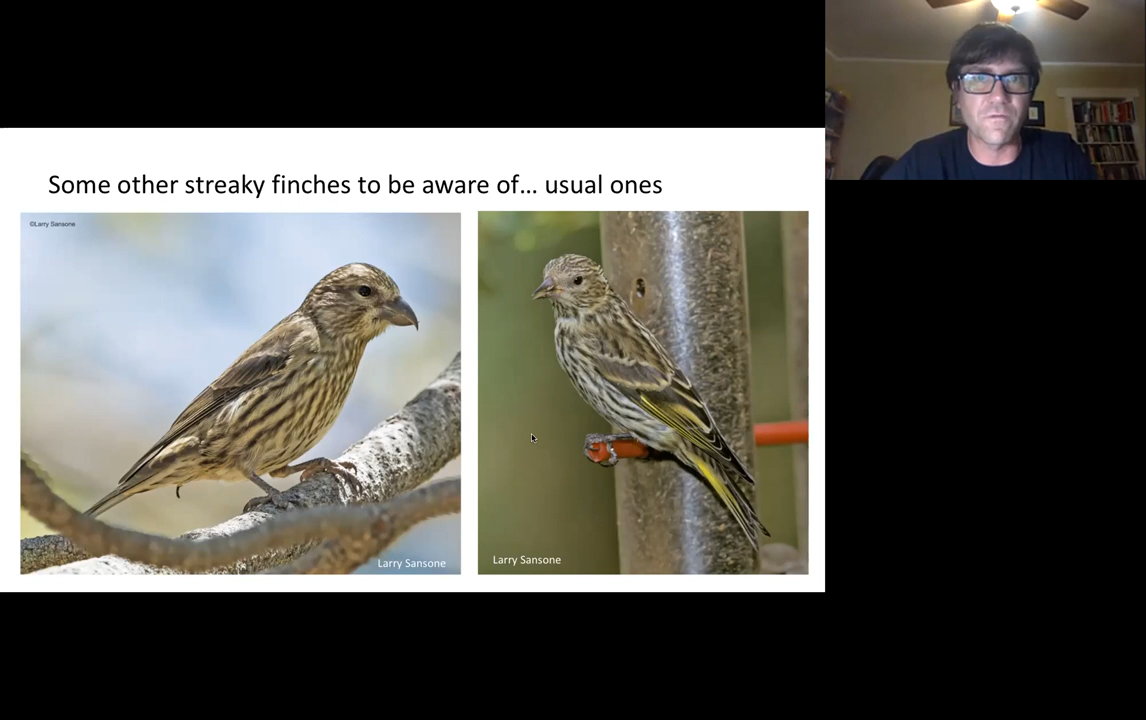 Some other streaky finches to be aware of... usual ones
©Larry Sansone
Larry Sansone
Larry Sansone